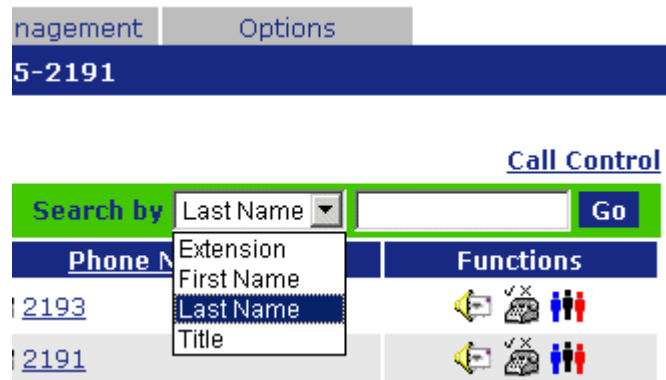 nagement Options
5-2191
Call Control
Search by Last Name Go
Phone N Functions
Extension
First Name
Last Name
Title
2193
2191